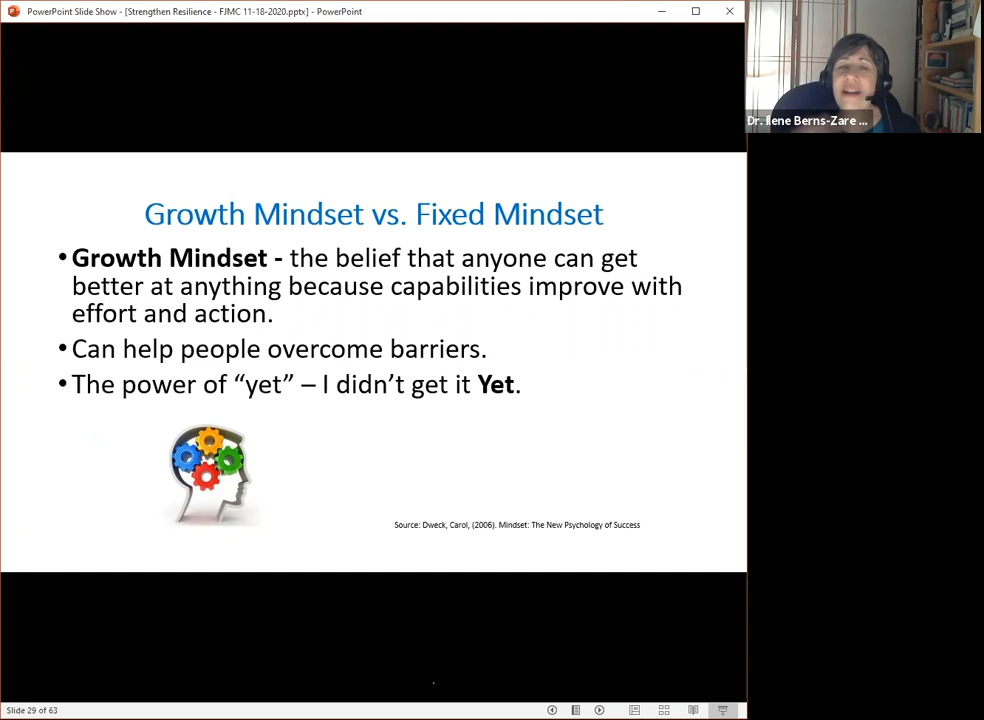 PowerPoint Slide Show - [Strengthen Resilience - FJMC 11-18-2020.pptx] - PowerPoint
Dr. Ilene Berns-Zare ...
Growth Mindset vs. Fixed Mindset
• Growth Mindset - the belief that anyone can get
better at anything because capabilities improve with
effort and action.
• Can help people overcome barriers.
• The power of “yet” – I didn’t get it Yet.
Source: Dweck, Carol, (2006). Mindset: The New Psychology of Success
Slide 29 of 63